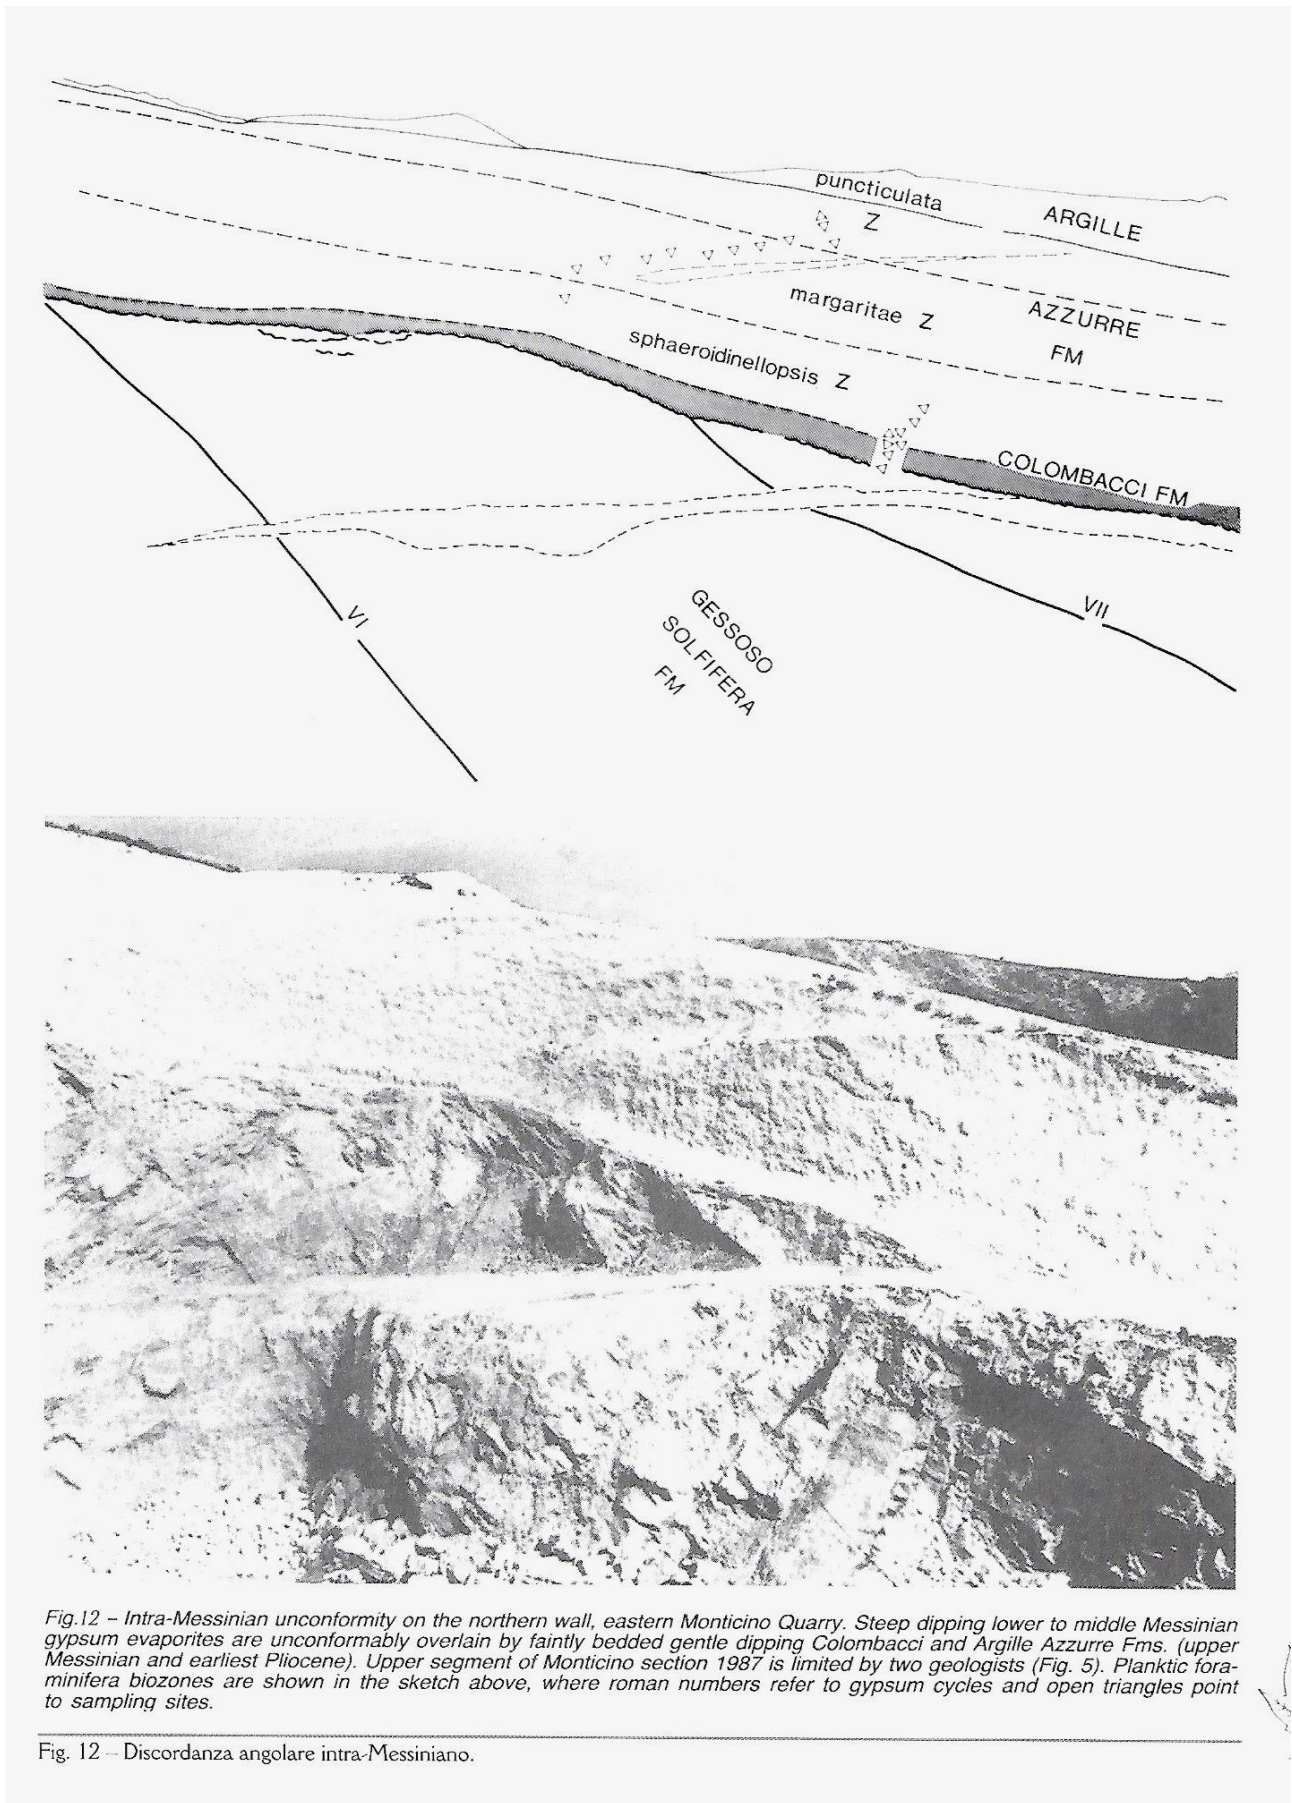 puncticulata
Z
ARGILLE
margaritae Z
AZZURRE
FM
sphaeroidinellopsis Z
COLOMBACCI FM
VI
VII
GESSOSO
SOLFIFERA
FM
Fig.12 – Intra-Messinian unconformity on the northern wall, eastern Monticino Quarry. Steep dipping lower to middle Messinian
gypsum evaporites are unconformably overlain by faintly bedded gentle dipping Colombacci and Argille Azzurre Fms. (upper
Messinian and earliest Pliocene). Upper segment of Monticino section 1987 is limited by two geologists (Fig. 5). Planktic fora-
minifera biozones are shown in the sketch above, where roman numbers refer to gypsum cycles and open triangles point
to sampling sites.
Fig. 12 – Discordanza angolare intra-Messiniano.